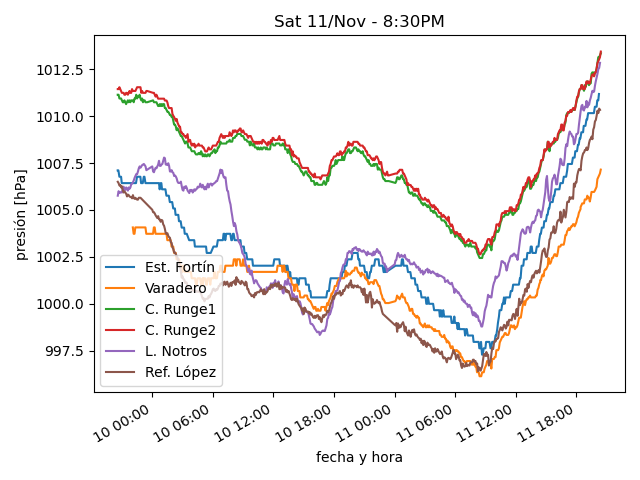 Sat 11/Nov - 8:30PM
presión [hPa]
1012.5
1010.0
1007.5
1005.0
1002.5
1000.0
997.5
Est. Fortín
Varadero
C. Runge1
C. Runge2
L. Notros
Ref. López
10 00:00
10 06:00
10 12:00
10 18:00
11 00:00
11 06:00
11 12:00
11 18:00
fecha y hora